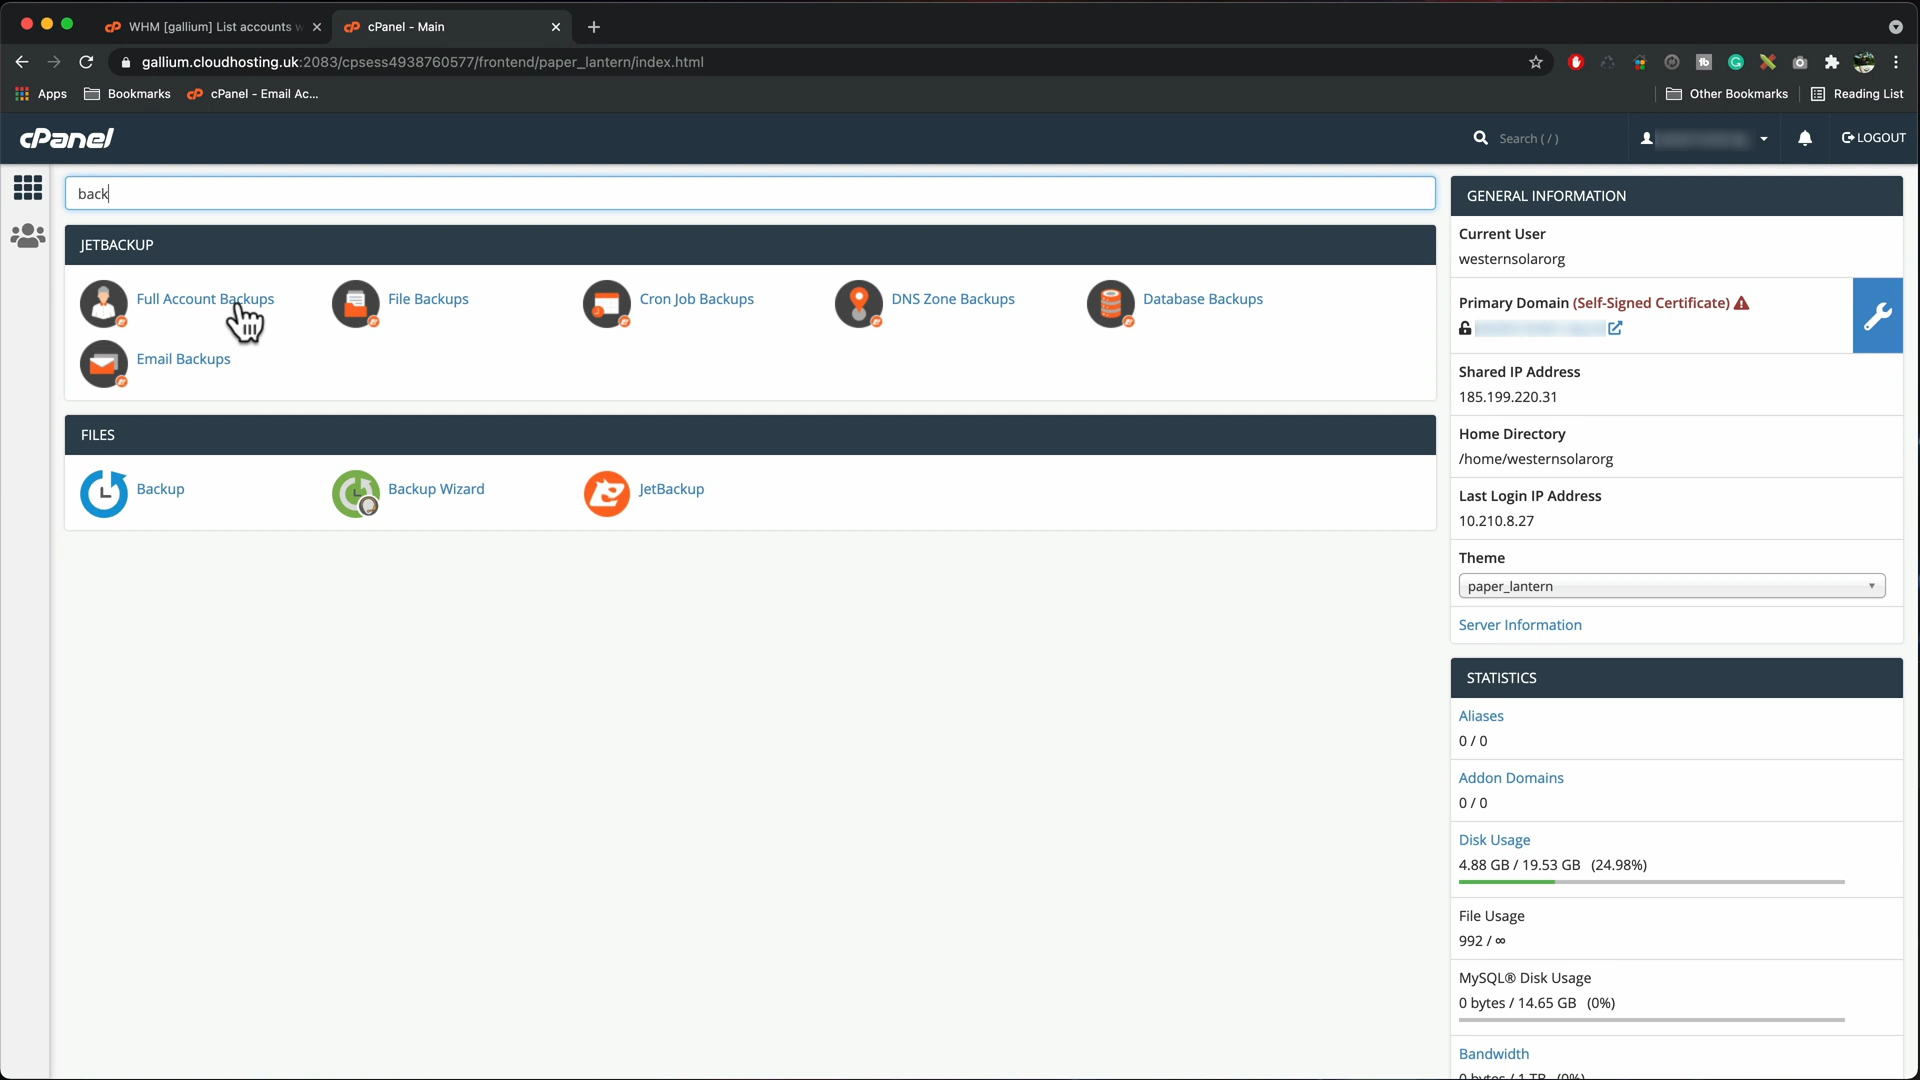 WHM [gallium] List accounts w
cPanel - Main
gallium.cloudhosting.uk:2083/cpsess4938760577/frontend/paper_lantern/index.html
Apps
Bookmarks
cPanel - Email Ac...
Other Bookmarks
Reading List
cPanel
Search ( / )
LOGOUT
back
JETBACKUP
Full Account Backups
File Backups
Cron Job Backups
DNS Zone Backups
Database Backups
Email Backups
FILES
Backup
Backup Wizard
JetBackup
GENERAL INFORMATION
Current User
westernsolarorg
Primary Domain (Self-Signed Certificate)
Shared IP Address
185.199.220.31
Home Directory
/home/westernsolarorg
Last Login IP Address
10.210.8.27
Theme
paper_lantern
Server Information
STATISTICS
Aliases
0 / 0
Addon Domains
0 / 0
Disk Usage
4.88 GB / 19.53 GB (24.98%)
File Usage
992 / ∞
MySQL® Disk Usage
0 bytes / 14.65 GB (0%)
Bandwidth
0 bytes / 1 TB (0%)